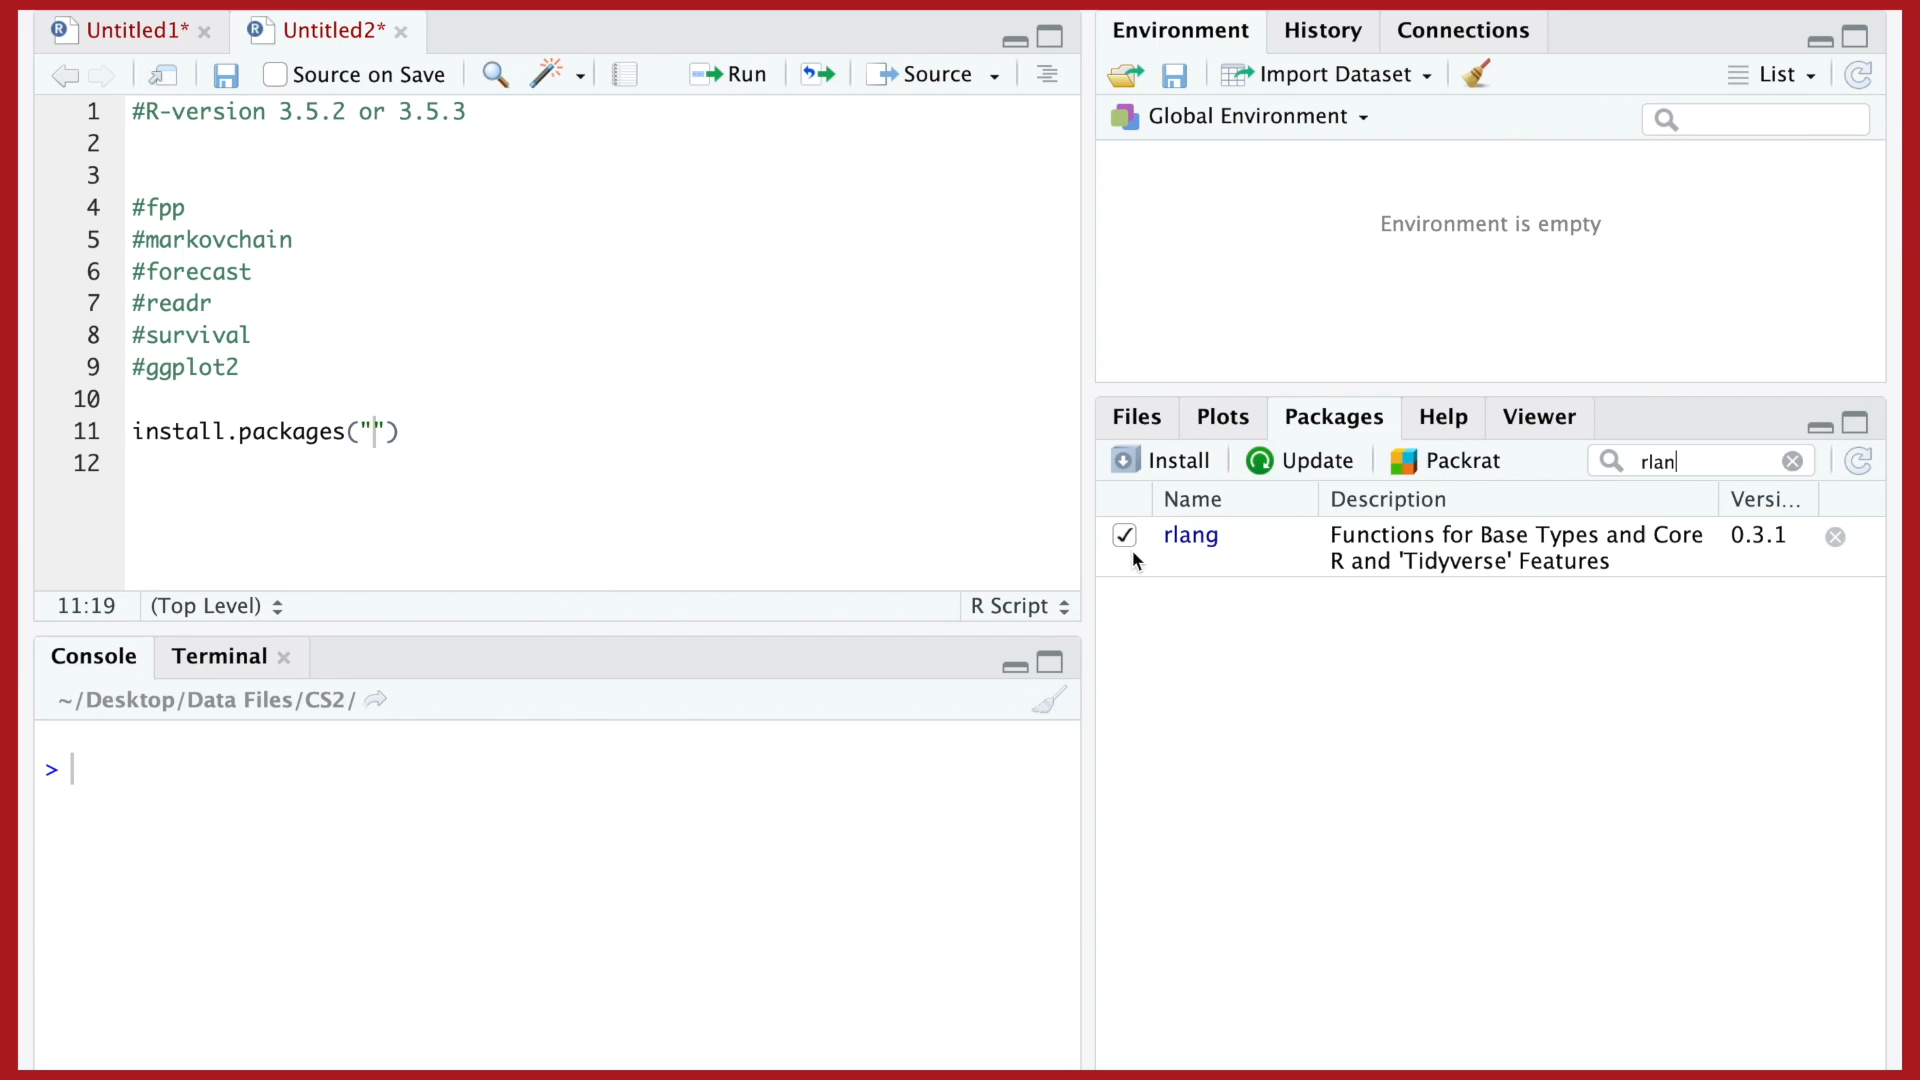 Untitled1*
Untitled2*
Source on Save
Run
Source
1 #R-version 3.5.2 or 3.5.3
2
3
4 #fpp
5 #markovchain
6 #forecast
7 #readr
8 #survival
9 #ggplot2
10
11 install.packages("")
12
11:19 (Top Level) R Script
Console Terminal
~/Desktop/Data Files/CS2/
>
Environment History Connections
Import Dataset List
Global Environment
Environment is empty
Files Plots Packages Help Viewer
Install Update Packrat rlan
Name Description Versi...
rlang Functions for Base Types and Core 0.3.1
R and 'Tidyverse' Features